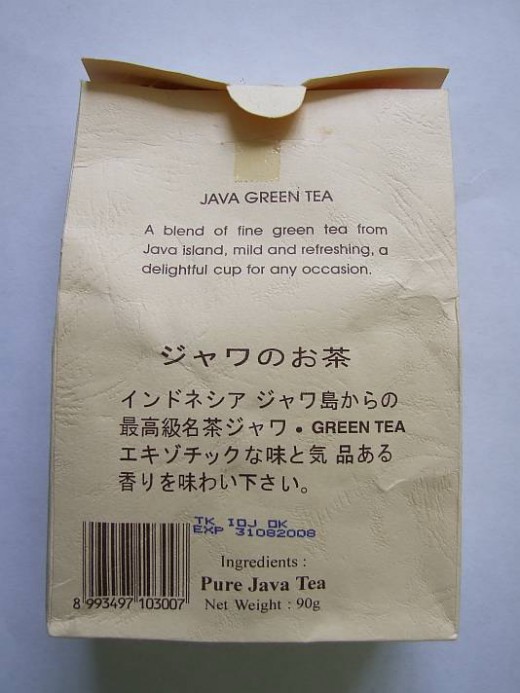 JAVA GREEN TEA
A blend of fine green tea from
Java island, mild and refreshing, a
delightful cup for any occasion.
ジャワのお茶
インドネシア ジャワ島からの
最高級名茶ジャワ・GREEN TEA
エキゾチックな味と気 品ある
香りを味わい下さい。
TK IDJ OK
EXP 31082008
Ingredients :
Pure Java Tea
Net Weight : 90g
8 993497 103007